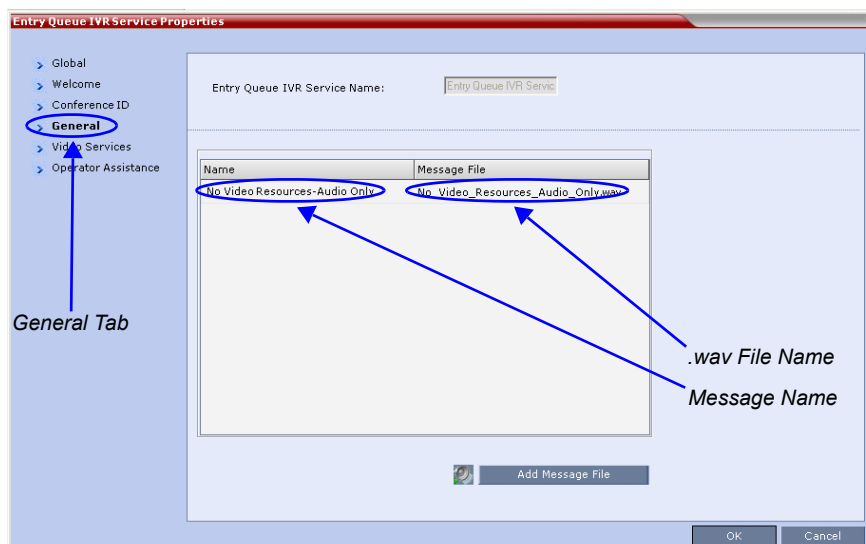 Entry Queue IVR Service Properties
Global
Welcome
Conference ID
General
Video Services
Operator Assistance
Entry Queue IVR Service Name:
Entry Queue IVR Servic
Name
Message File
No Video Resources-Audio Only
No_Video_Resources_Audio_Only.wav
General Tab
.wav File Name
Message Name
Add Message File
OK
Cancel